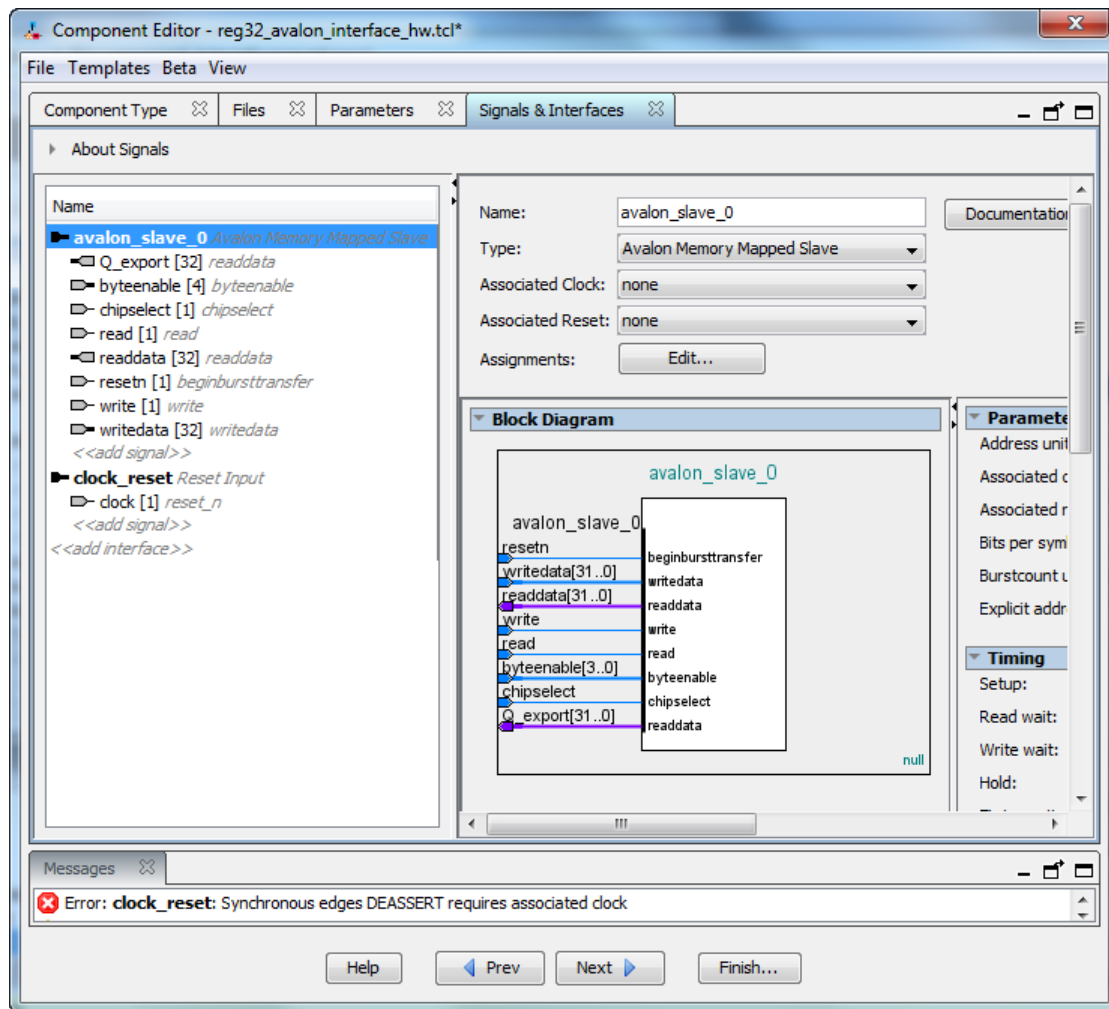 Component Editor - reg32_avalon_interface_hw.tcl*
File Templates Beta View
Component Type Files Parameters Signals & Interfaces
About Signals
Name
avalon_slave_0 Avalon Memory Mapped Slave
Q_export [32] readdata
byteenable [4] byteenable
chipselect [1] chipselect
read [1] read
readdata [32] readdata
resetn [1] beginbursttransfer
write [1] write
writedata [32] writedata
<<add signal>>
clock_reset Reset Input
clock [1] reset_n
<<add signal>>
<<add interface>>
Name: avalon_slave_0
Documentation
Type: Avalon Memory Mapped Slave
Associated Clock: none
Associated Reset: none
Assignments: Edit...
Block Diagram
avalon_slave_0
avalon_slave_0
resetn beginbursttransfer
writedata[31..0] writedata
readdata[31..0] readdata
write write
read read
byteenable[3..0] byteenable
chipselect chipselect
Q_export[31..0] readdata
null
Paramete
Address unit
Associated c
Associated r
Bits per sym
Burstcount u
Explicit addr
Timing
Setup:
Read wait:
Write wait:
Hold:
Messages
Error: clock_reset: Synchronous edges DEASSERT requires associated clock
Help Prev Next Finish...